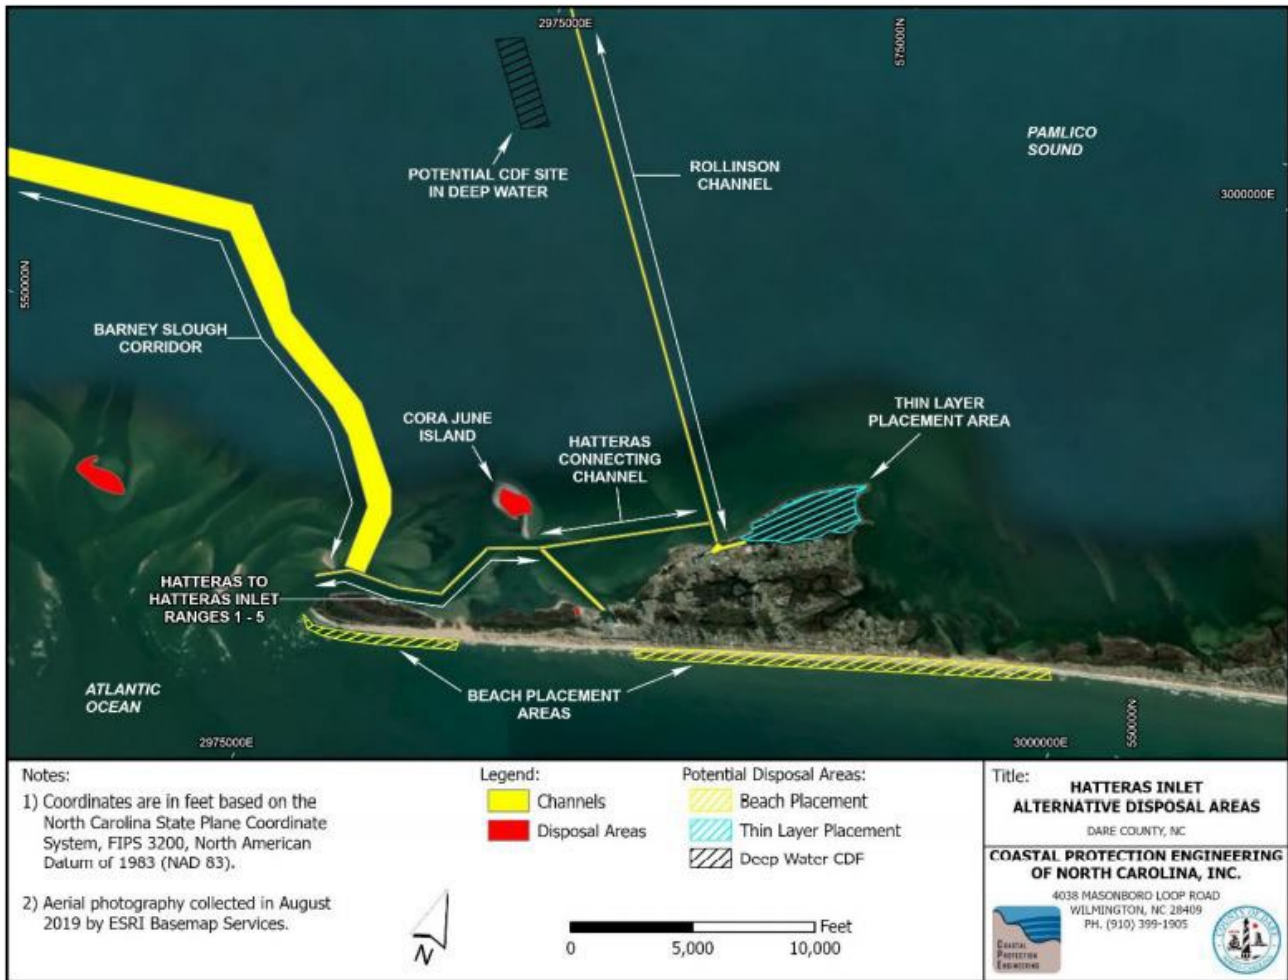 2975000E
575000N
PAMLICO
SOUND
ROLLINSON
CHANNEL
POTENTIAL CDF SITE
IN DEEP WATER
3000000E
550000N
BARNEY SLOUGH
CORRIDOR
CORA JUNE
ISLAND
HATTERAS
CONNECTING
CHANNEL
THIN LAYER
PLACEMENT AREA
HATTERAS TO
HATTERAS INLET
RANGES 1 - 5
ATLANTIC
OCEAN
BEACH PLACEMENT
AREAS
550000N
2975000E
3000000E
Notes:
1) Coordinates are in feet based on the
North Carolina State Plane Coordinate
System, FIPS 3200, North American
Datum of 1983 (NAD 83).
2) Aerial photography collected in August
2019 by ESRI Basemap Services.
Legend:
Channels
Disposal Areas
Potential Disposal Areas:
Beach Placement
Thin Layer Placement
Deep Water CDF
N
Feet
0
5,000
10,000
Title:
HATTERAS INLET
ALTERNATIVE DISPOSAL AREAS
DARE COUNTY, NC
COASTAL PROTECTION ENGINEERING
OF NORTH CAROLINA, INC.
4038 MASONBORO LOOP ROAD
WILMINGTON, NC 28409
PH. (910) 399-1905
COASTAL
PROTECTION
ENGINEERING
COUNTY OF DARE